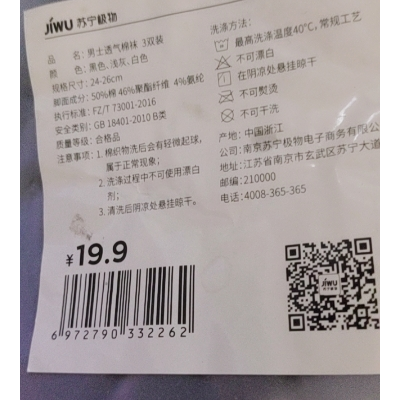 JiWU 苏宁极物
品名: 男士透气棉袜 3双装
颜色: 黑色、浅灰、白色
规格尺寸: 24-26cm
脚面成分: 50%棉 46%聚酯纤维 4%氨纶
执行标准: FZ/T 73001-2016
安全类别: GB 18401-2010 B类
质量等级: 合格品
注意事项: 1. 棉织物洗后会有轻微起球,
属于正常现象;
2. 洗涤过程中不可使用漂白
剂;
3. 清洗后阴凉处悬挂晾干。
¥19.9
6 972790 332262
洗涤方法:
最高洗涤温度40℃, 常规工艺
不可漂白
在阴凉处悬挂晾干
不可熨烫
不可干洗
产地: 中国浙江
公司: 南京苏宁极物电子商务有限公
地址: 江苏省南京市玄武区苏宁大道
邮编: 210000
电话: 4008-365-365
JiWU